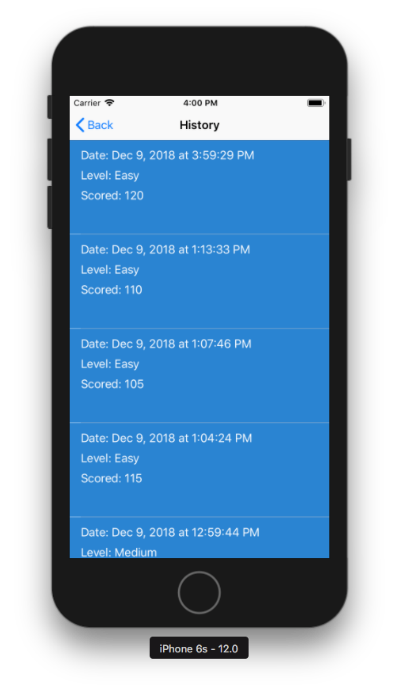 Carrier 4:00 PM
Back History
Date: Dec 9, 2018 at 3:59:29 PM
Level: Easy
Scored: 120
Date: Dec 9, 2018 at 1:13:33 PM
Level: Easy
Scored: 110
Date: Dec 9, 2018 at 1:07:46 PM
Level: Easy
Scored: 105
Date: Dec 9, 2018 at 1:04:24 PM
Level: Easy
Scored: 115
Date: Dec 9, 2018 at 12:59:44 PM
Level: Medium
iPhone 6s - 12.0